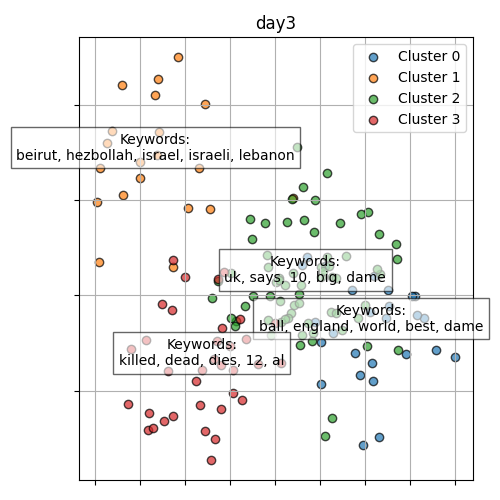 day3
Cluster 0
Cluster 1
Cluster 2
Cluster 3
Keywords:
beirut, hezbollah, israel, israeli, lebanon
Keywords:
uk, says, 10, big, dame
Keywords:
ball, england, world, best, dame
Keywords:
killed, dead, dies, 12, al